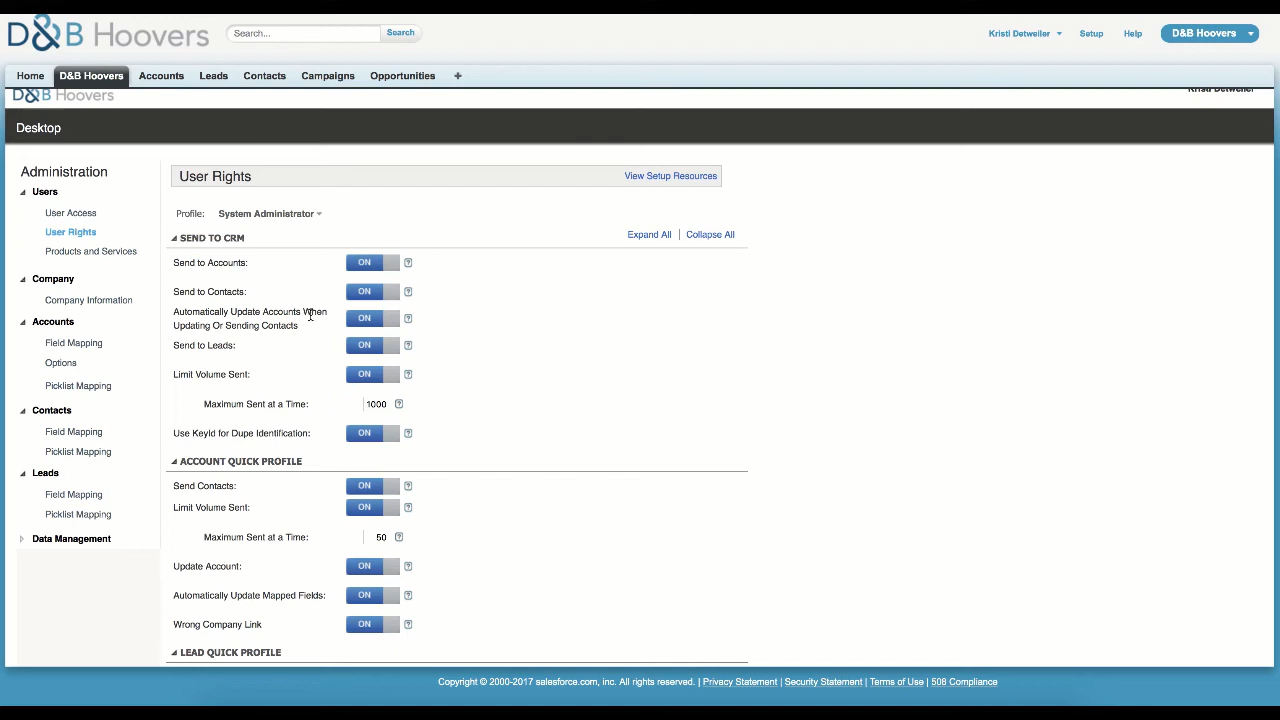 D&B Hoovers
Search...
Search
Kristi Detweiler
Setup
Help
D&B Hoovers
Home
D&B Hoovers
Accounts
Leads
Contacts
Campaigns
Opportunities
+
D&B Hoovers
Kristi Detweiler
Desktop
Administration
Users
User Access
User Rights
Products and Services
Company
Company Information
Accounts
Field Mapping
Options
Picklist Mapping
Contacts
Field Mapping
Picklist Mapping
Leads
Field Mapping
Picklist Mapping
Data Management
User Rights
View Setup Resources
Profile: System Administrator
SEND TO CRM
Expand All | Collapse All
Send to Accounts: ON ?
Send to Contacts: ON ?
Automatically Update Accounts When
Updating Or Sending Contacts ON ?
Send to Leads: ON ?
Limit Volume Sent: ON ?
Maximum Sent at a Time: 1000 ?
Use KeyId for Dupe Identification: ON ?
ACCOUNT QUICK PROFILE
Send Contacts: ON ?
Limit Volume Sent: ON ?
Maximum Sent at a Time: 50 ?
Update Account: ON ?
Automatically Update Mapped Fields: ON ?
Wrong Company Link ON ?
LEAD QUICK PROFILE
Copyright © 2000-2017 salesforce.com, inc. All rights reserved. | Privacy Statement | Security Statement | Terms of Use | 508 Compliance